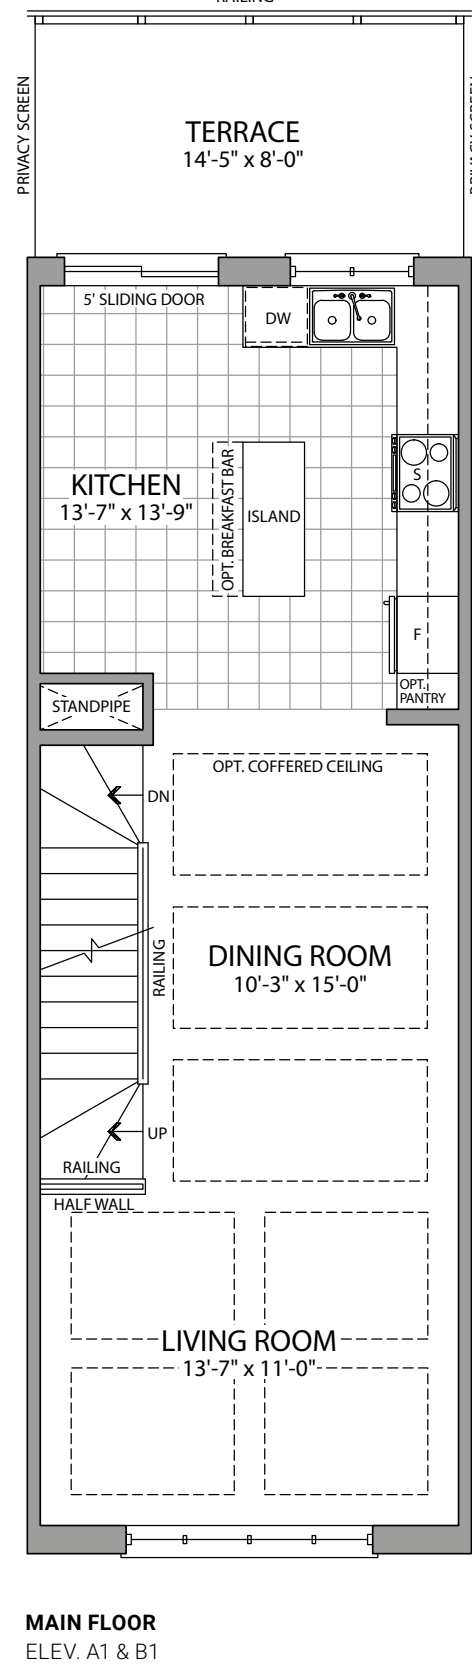 RAILING
PRIVACY SCREEN
PRIVACY SCREEN
TERRACE
14'-5" x 8'-0"
5' SLIDING DOOR
DW
KITCHEN
13'-7" x 13'-9"
OPT. BREAKFAST BAR
ISLAND
S
F
OPT.
PANTRY
STANDPIPE
OPT. COFFERED CEILING
DN
DINING ROOM
10'-3" x 15'-0"
RAILING
UP
RAILING
HALF WALL
LIVING ROOM
13'-7" x 11'-0"
MAIN FLOOR
ELEV. A1 & B1